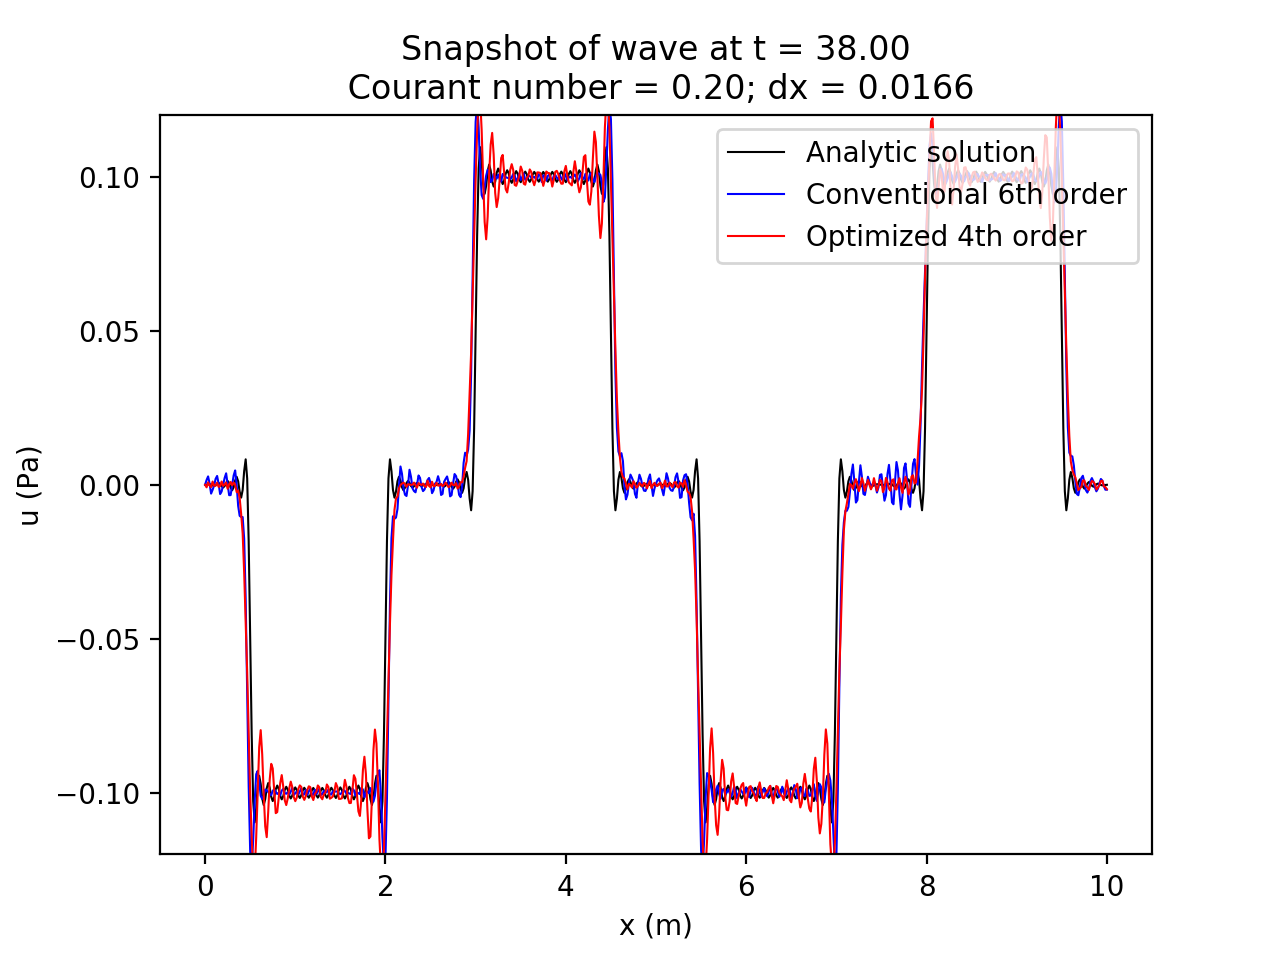 Snapshot of wave at t = 38.00
Courant number = 0.20; dx = 0.0166
Analytic solution
Conventional 6th order
Optimized 4th order
0.10
0.05
0.00
−0.05
−0.10
u (Pa)
0 2 4 6 8 10
x (m)